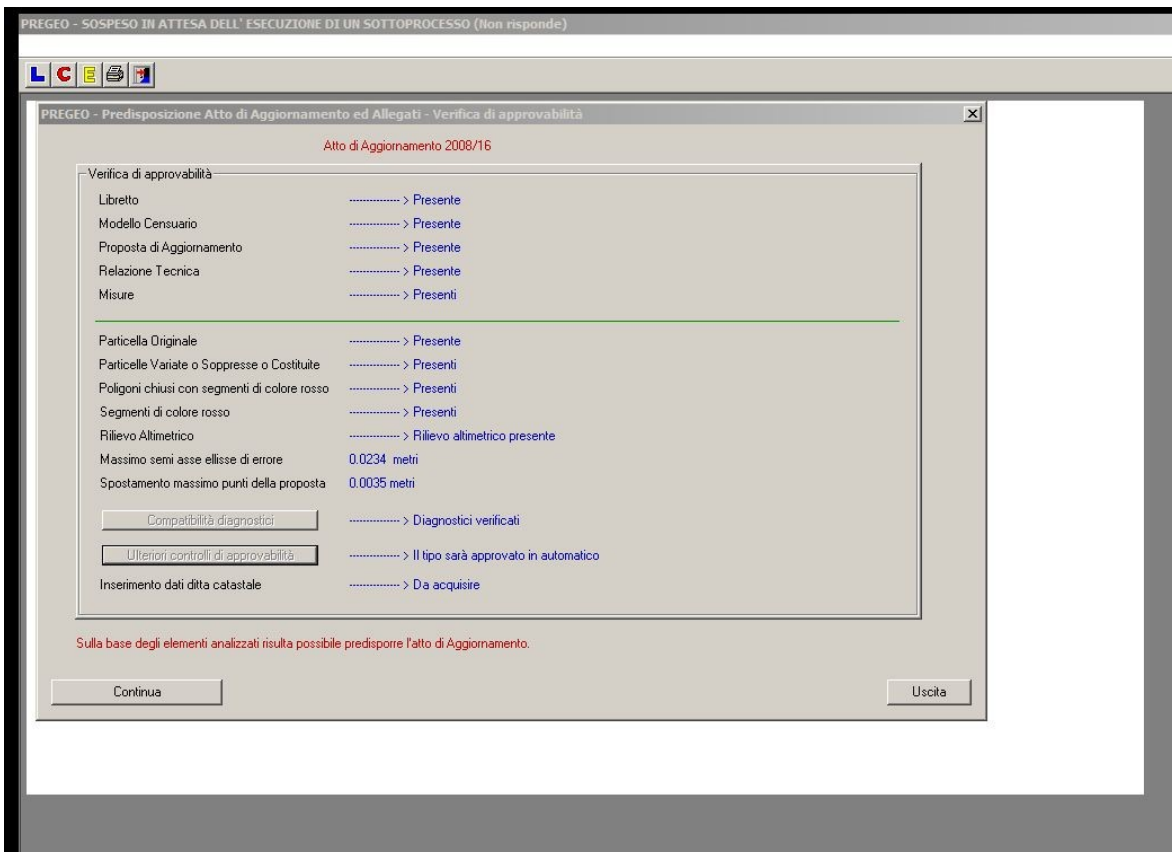 PREGEO - SOSPESO IN ATTESA DELL' ESECUZIONE DI UN SOTTOPROCESSO (Non risponde)
L C E
PREGEO - Predisposizione Atto di Aggiornamento ed Allegati - Verifica di approvabilità
Atto di Aggiornamento 2008/16
Verifica di approvabilità
Libretto -------------- > Presente
Modello Censuario -------------- > Presente
Proposta di Aggiornamento -------------- > Presente
Relazione Tecnica -------------- > Presente
Misure -------------- > Presenti
Particella Originale -------------- > Presente
Particelle Variate o Soppresse o Costituite -------------- > Presenti
Poligoni chiusi con segmenti di colore rosso -------------- > Presenti
Segmenti di colore rosso -------------- > Presenti
Rilievo Altimetrico -------------- > Rilievo altimetrico presente
Massimo semi asse ellisse di errore 0.0234 metri
Spostamento massimo punti della proposta 0.0035 metri
Compatibilità diagnostici -------------- > Diagnostici verificati
Ulteriori controlli di approvabilità -------------- > Il tipo sarà approvato in automatico
Inserimento dati ditta catastale -------------- > Da acquisire
Sulla base degli elementi analizzati risulta possibile predisporre l'atto di Aggiornamento.
Continua Uscita